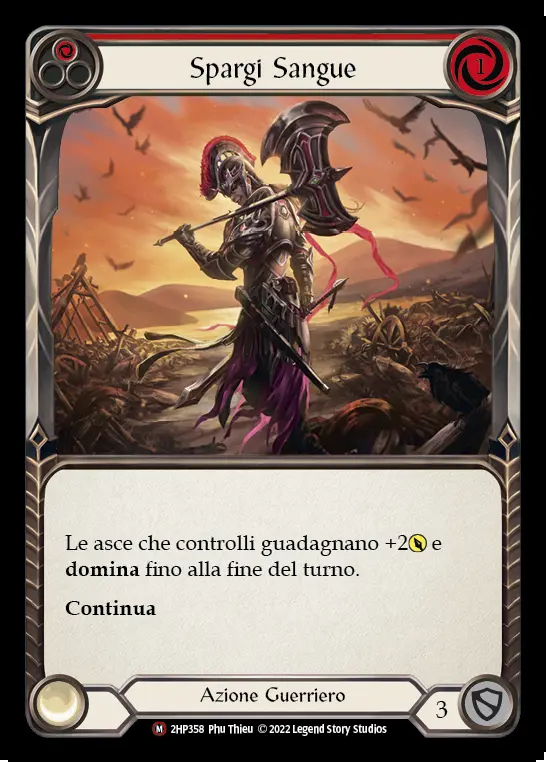 Spargi Sangue
1
Le asce che controlli guadagnano +2 e
domina fino alla fine del turno.
Continua
Azione Guerriero
3
M 2HP358 Phu Thieu © 2022 Legend Story Studios